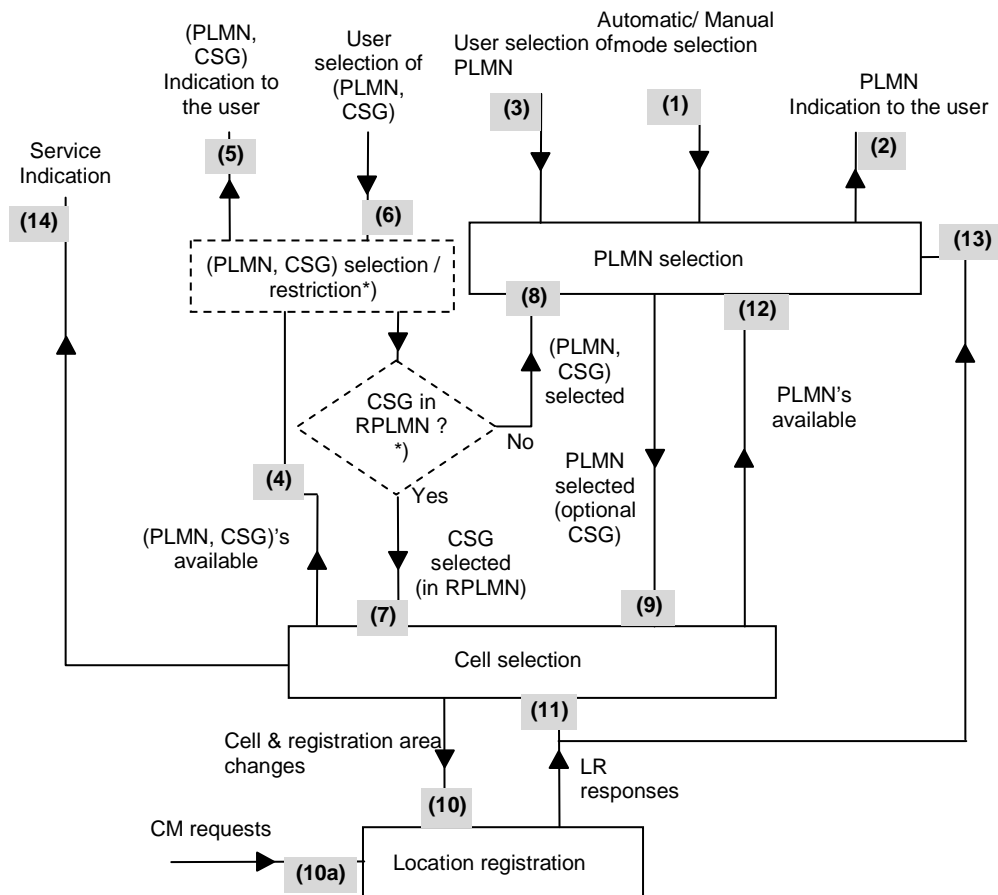 (PLMN,
CSG)
Indication to
the user
(5)
User
selection of
(PLMN,
CSG)
(6)
User selection of
PLMN
(3)
Automatic/ Manual
mode selection
(1)
PLMN
Indication to the user
(2)
Service
Indication
(14)
(PLMN, CSG) selection /
restriction*)
PLMN selection
(13)
(8)
(12)
(PLMN,
CSG)
selected
CSG in
RPLMN ?
*)
No
Yes
PLMN's
available
PLMN
selected
(optional
CSG)
(4)
(PLMN, CSG)'s
available
CSG
selected
(in RPLMN)
(7)
(9)
Cell selection
(11)
Cell & registration area
changes
LR
responses
(10)
CM requests
(10a)
Location registration